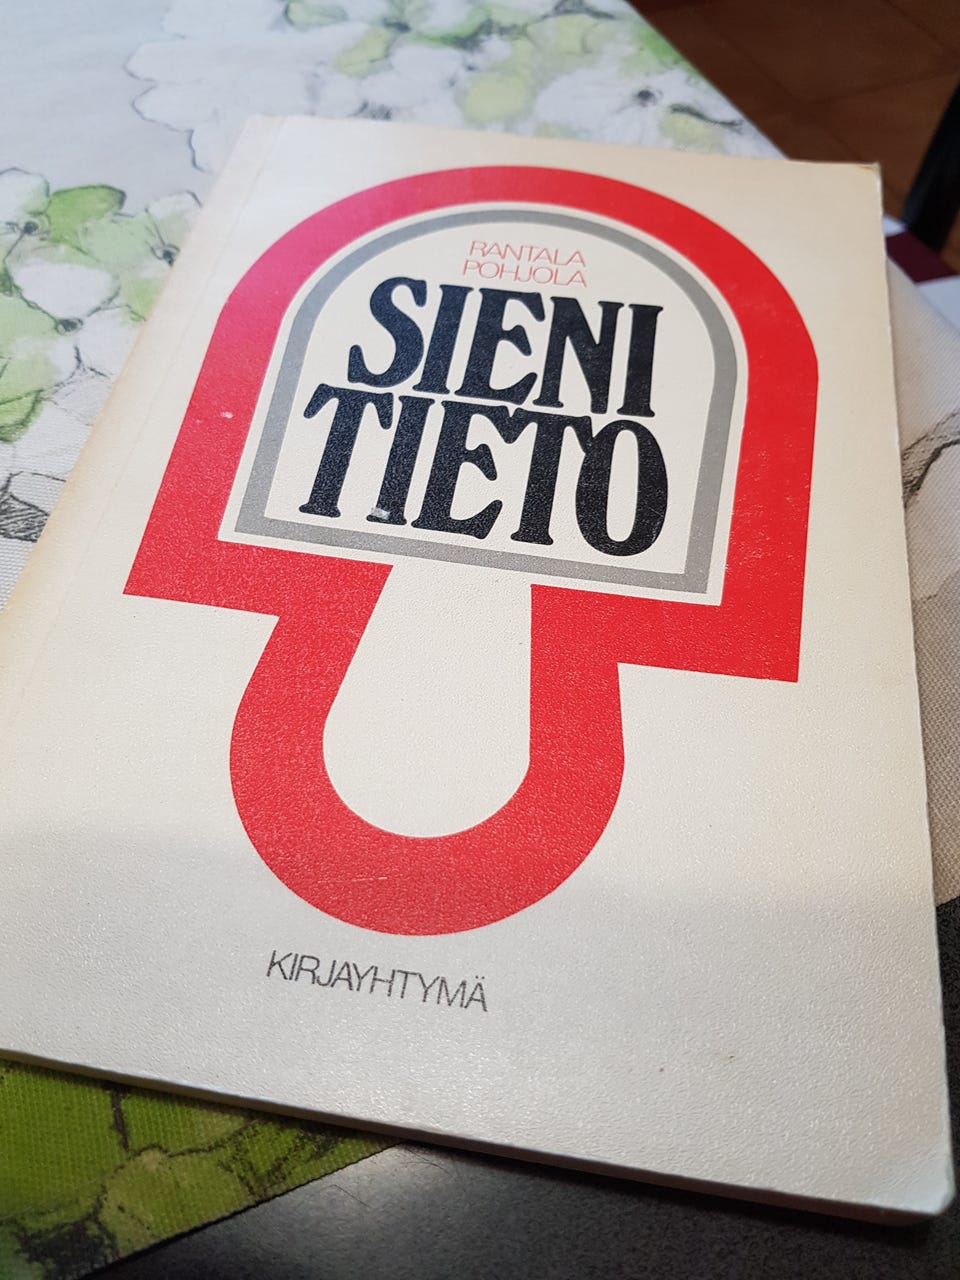 RANTALA
POHJOLA
SIENI
TIETO
KIRJAYHTYMÄ